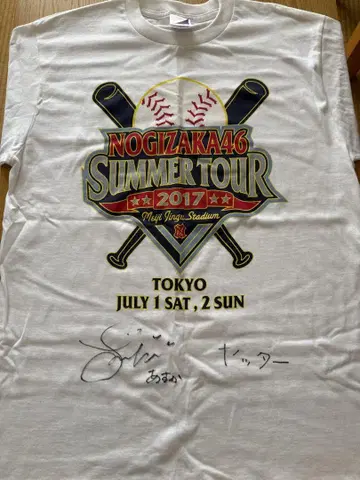 NOGIZAKA46
SUMMER TOUR
2017
Meiji Jingu Stadium
TOKYO
JULY 1 SAT , 2 SUN
あすか
ヤッター